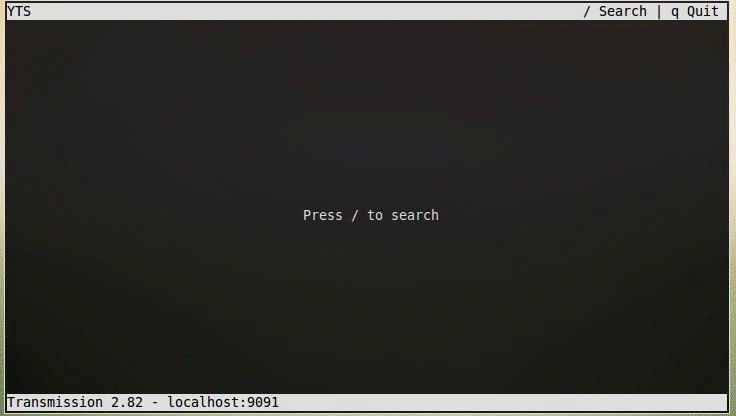 YTS / Search | q Quit
Press / to search
Transmission 2.82 - localhost:9091